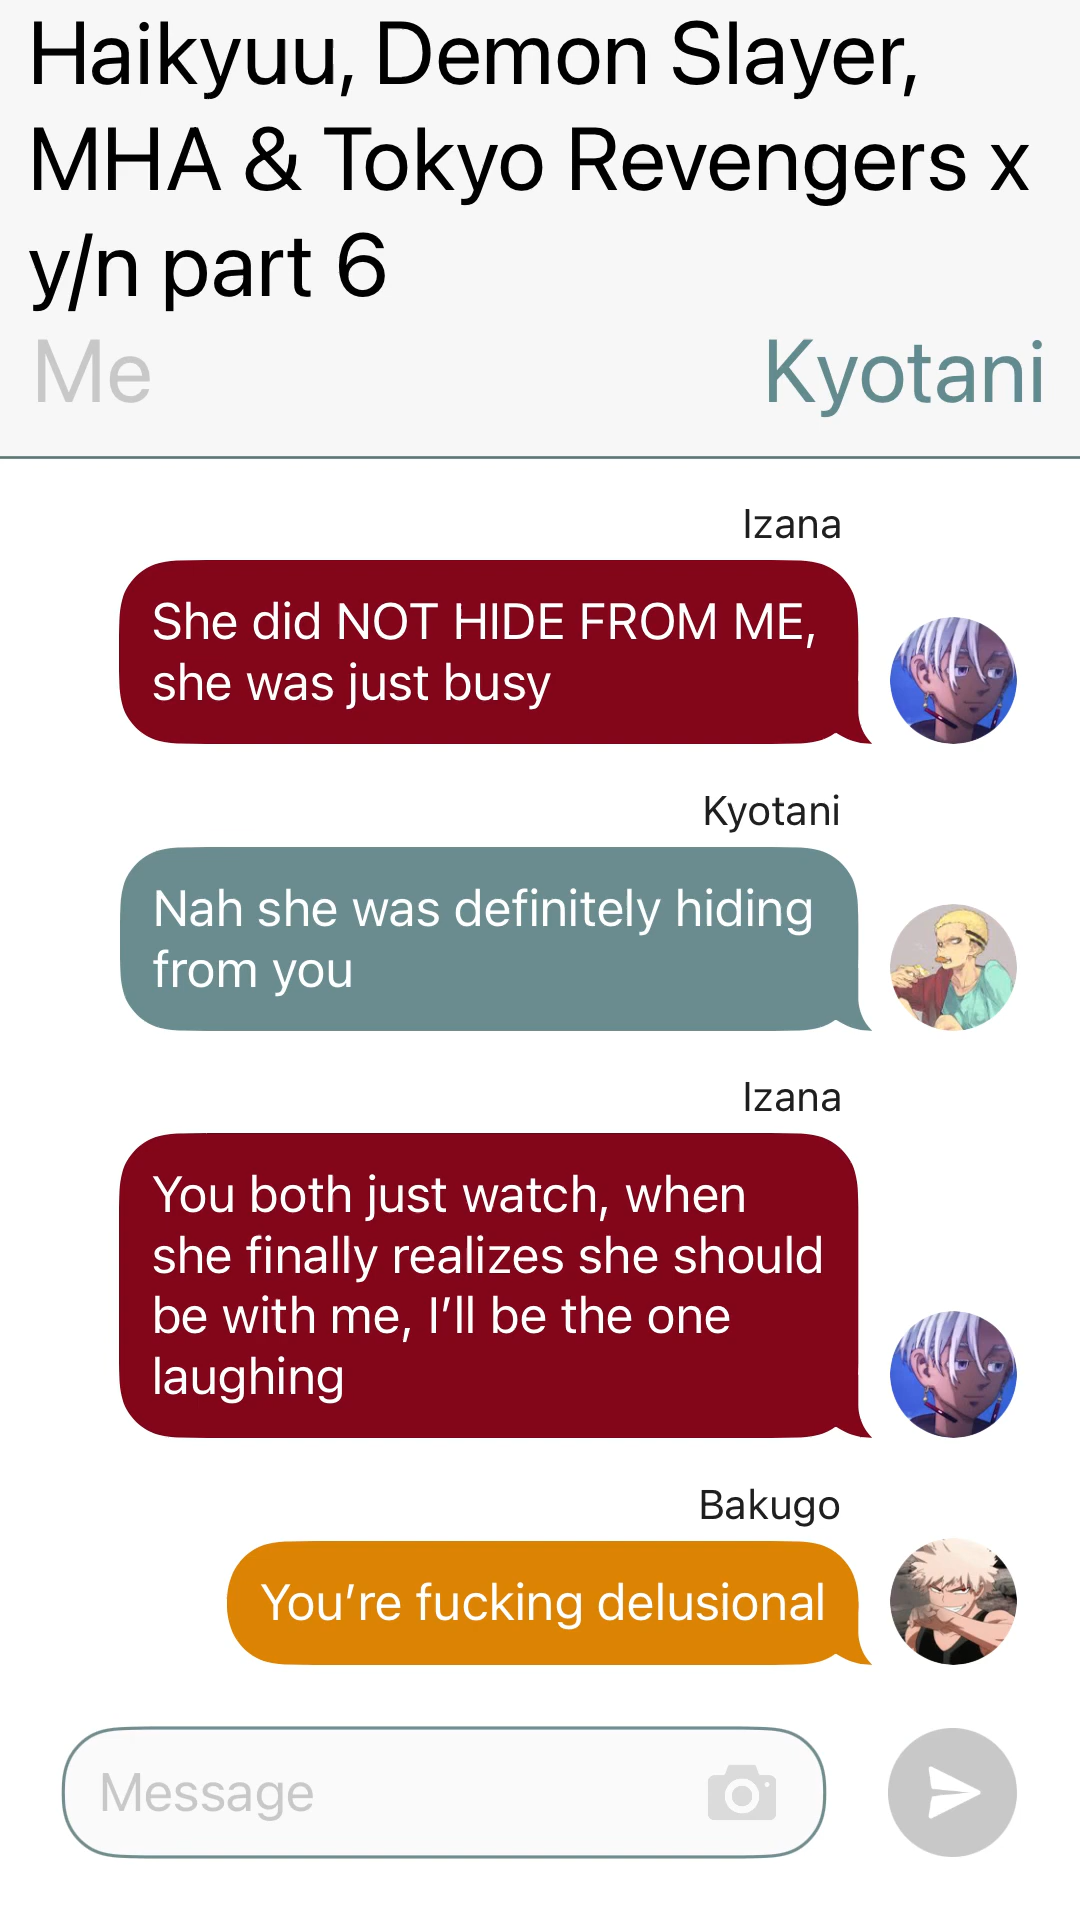 Haikyuu, Demon Slayer,
MHA & Tokyo Revengers x
y/n part 6
Me
Kyotani
Izana
She did NOT HIDE FROM ME,
she was just busy
Kyotani
Nah she was definitely hiding
from you
Izana
You both just watch, when
she finally realizes she should
be with me, I’ll be the one
laughing
Bakugo
You’re fucking delusional
Message